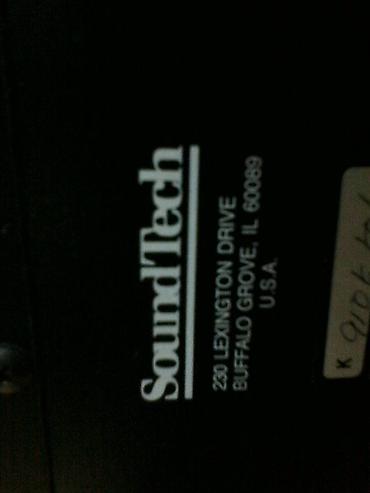 SoundTech
230 LEXINGTON DRIVE
BUFFALO GROVE, IL 60089
U.S.A.
K